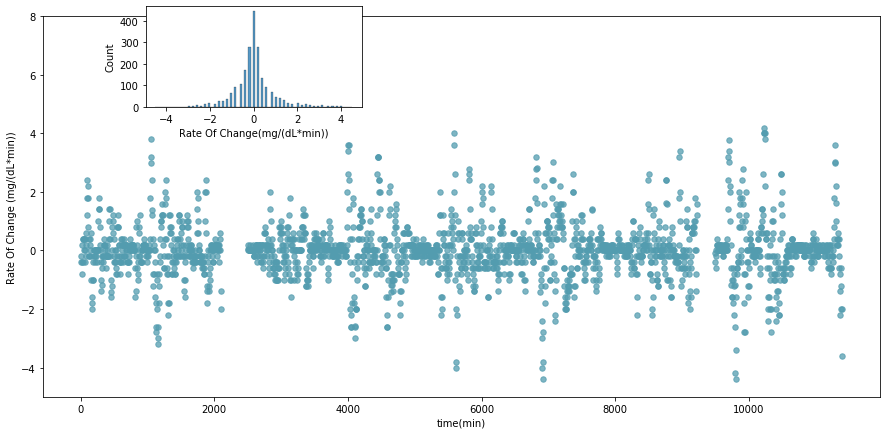 8
6
4
2
0
−2
−4
Rate Of Change (mg/(dL*min))
0 2000 4000 6000 8000 10000
time(min)
400
300
200
100
0
Count
−4 −2 0 2 4
Rate Of Change(mg/(dL*min))